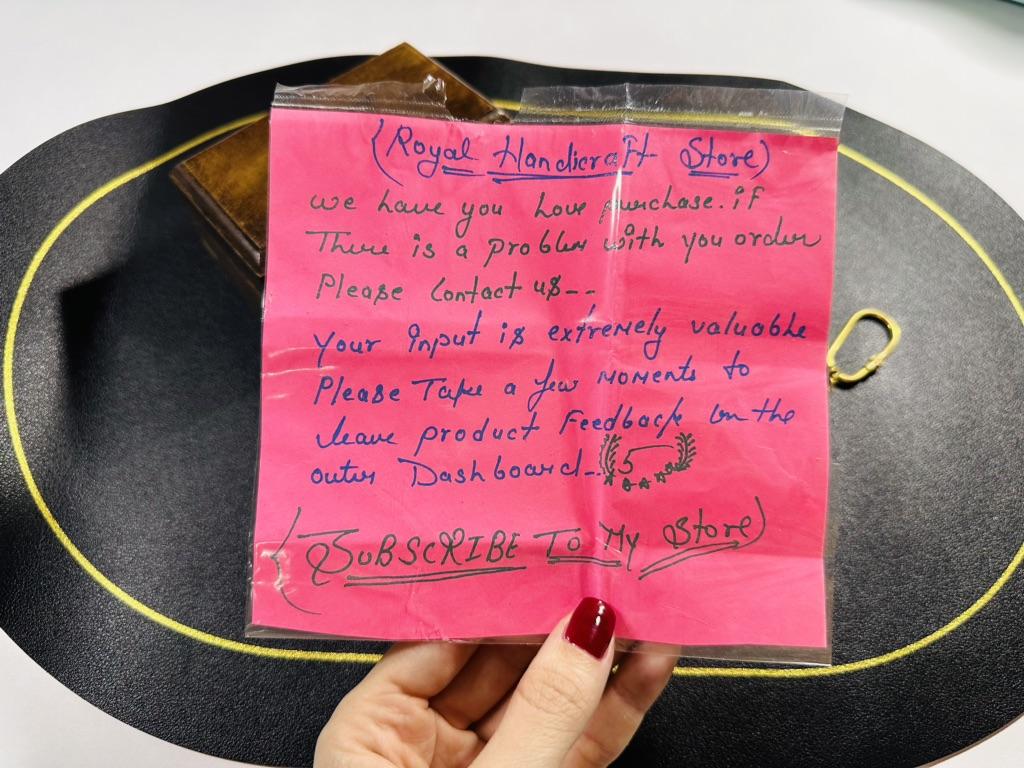 (Royal Handicraft Store)
we have you Love purchase. if
There is a problem with you order
Please Contact us--
Your Input is extremely valuable
Please Take a few moments to
leave product Feedback on the
outer Dashboard-- 5
{SUBSCRIBE TO My Store)